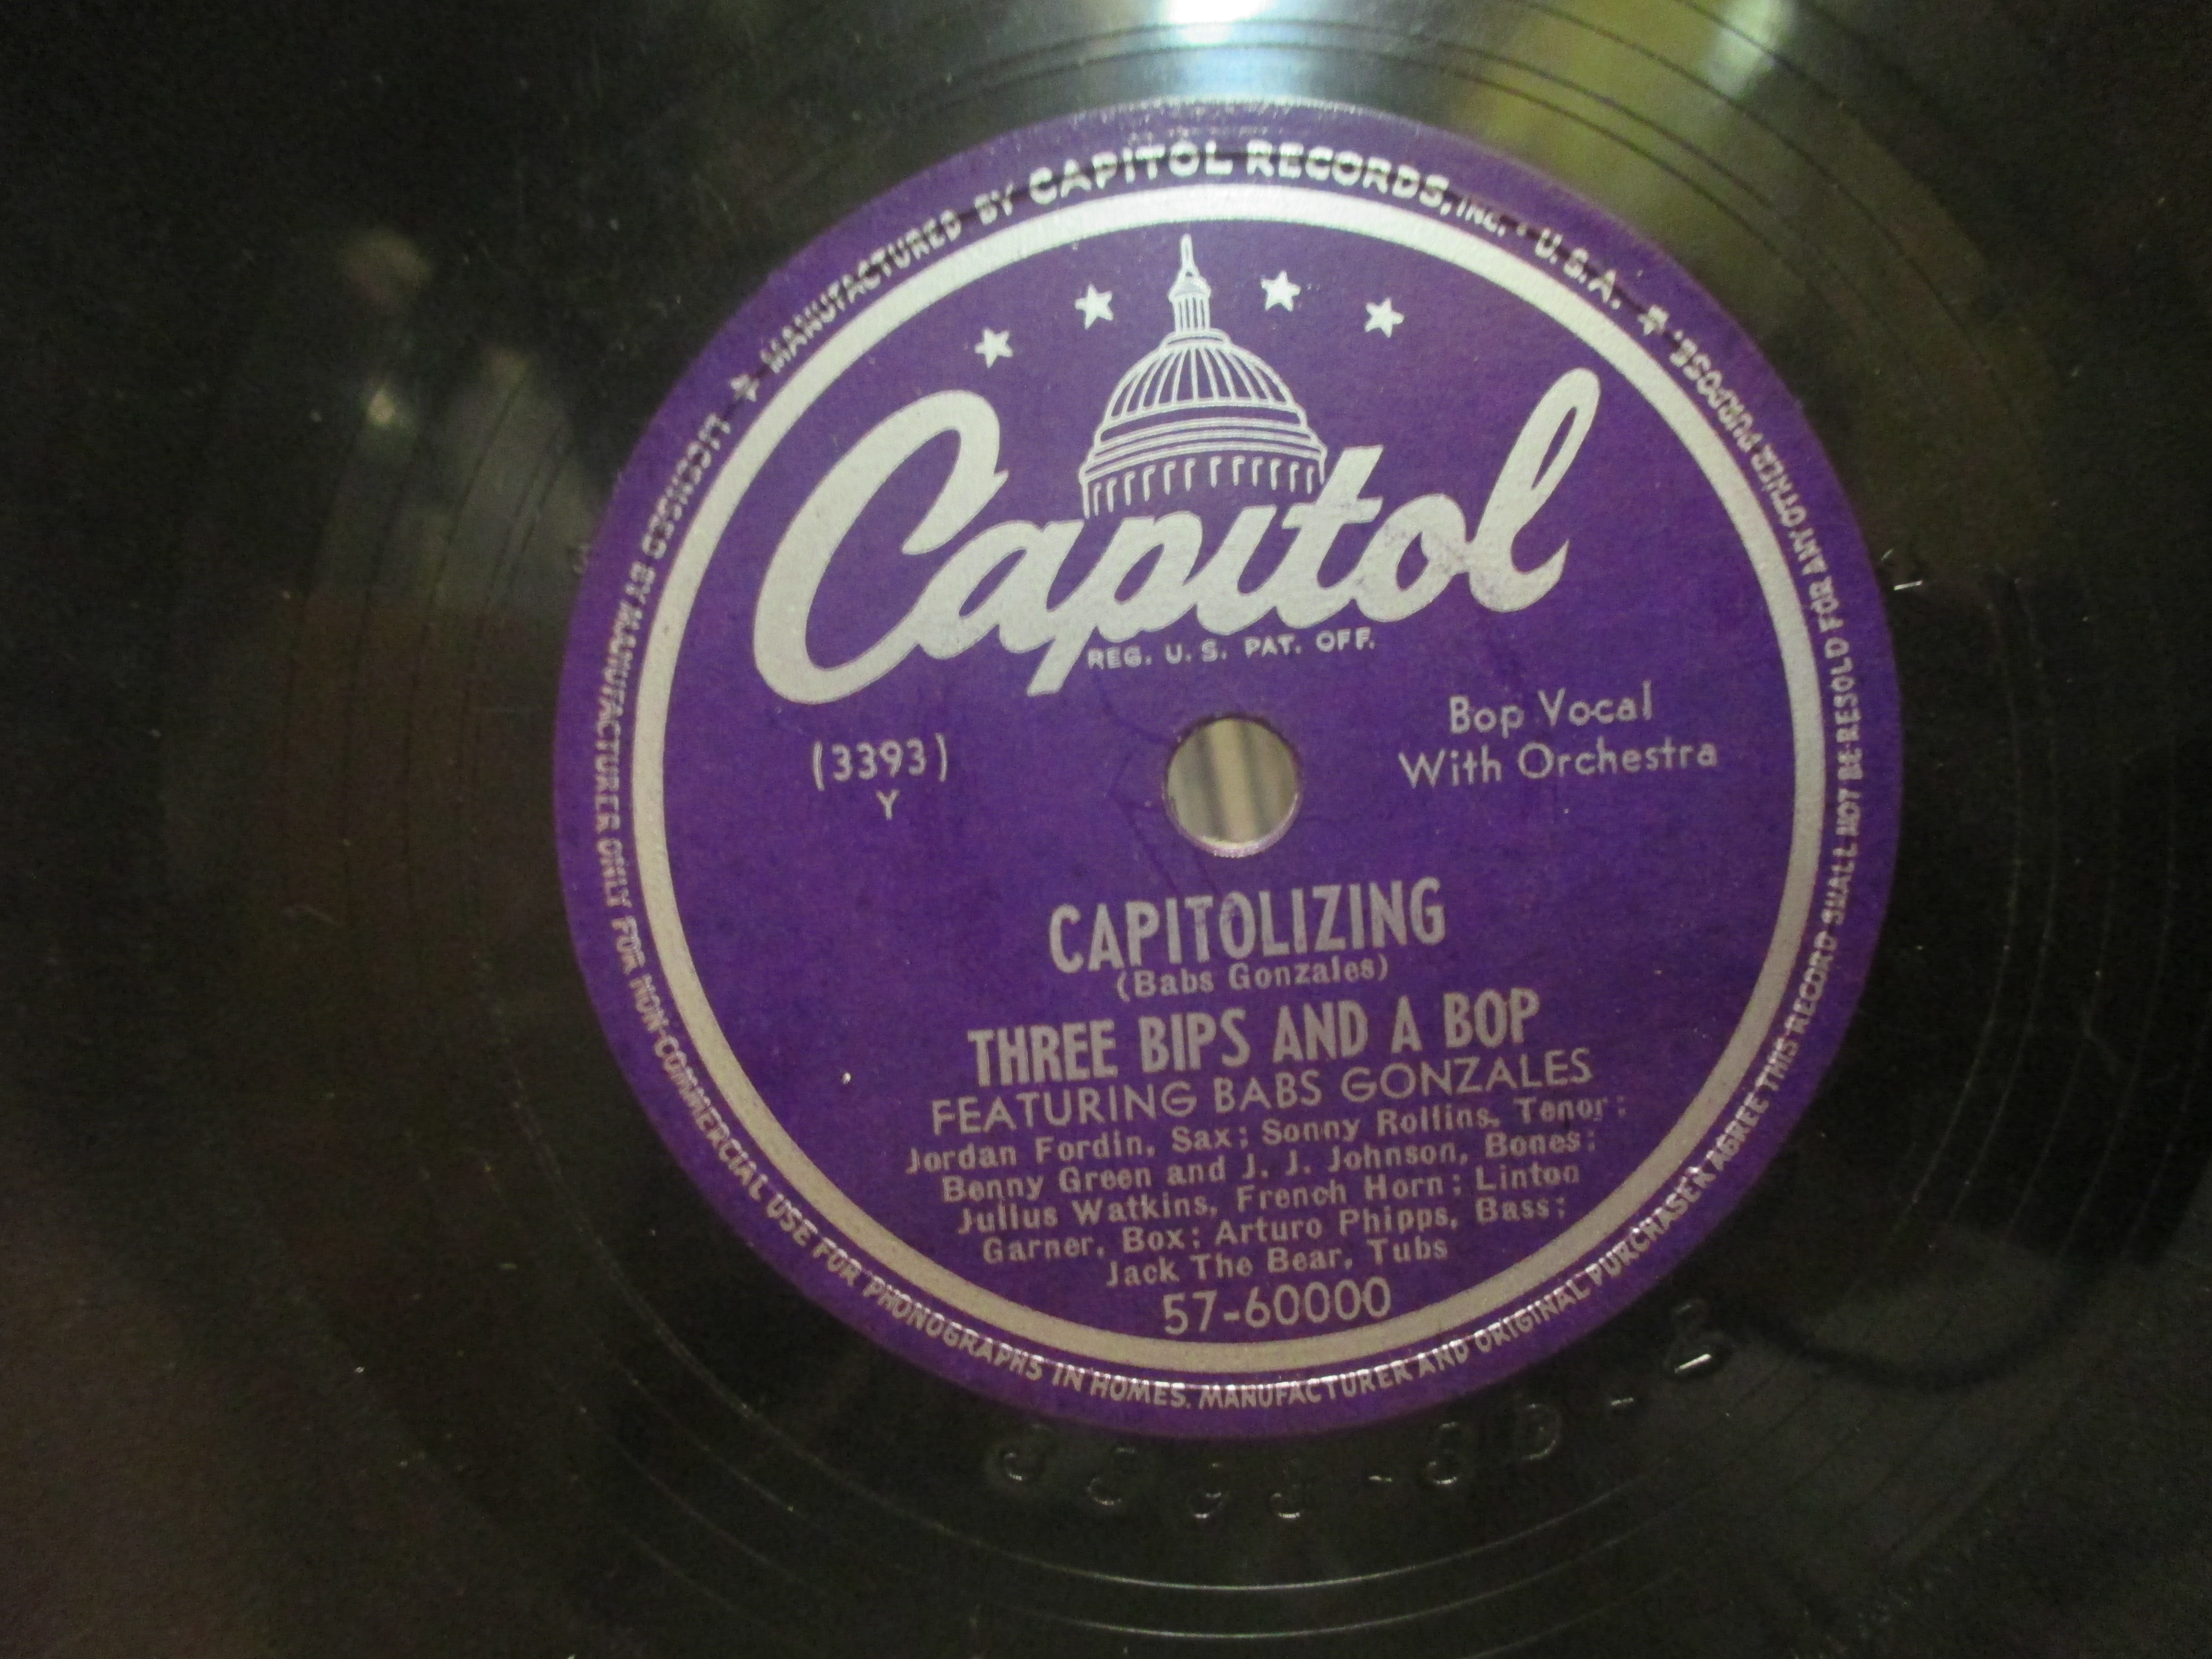 MANUFACTURED BY CAPITOL RECORDS, INC. · U.S.A.
LICENSED BY MANUFACTURER ONLY FOR NON-COMMERCIAL USE FOR PHONOGRAPHS IN HOMES. MANUFACTURER AND ORIGINAL PURCHASER AGREE THIS RECORD SHALL NOT BE RESOLD FOR ANY OTHER PURPOSE.
Capitol
REG. U.S. PAT. OFF.
(3393)
Y
Bop Vocal
With Orchestra
CAPITOLIZING
(Babs Gonzales)
THREE BIPS AND A BOP
FEATURING BABS GONZALES
Jordan Fordin, Sax; Sonny Rollins, Tenor;
Benny Green and J. J. Johnson, Bones;
Julius Watkins, French Horn; Linton
Garner, Box; Arturo Phipps, Bass;
Jack The Bear, Tubs
57-60000